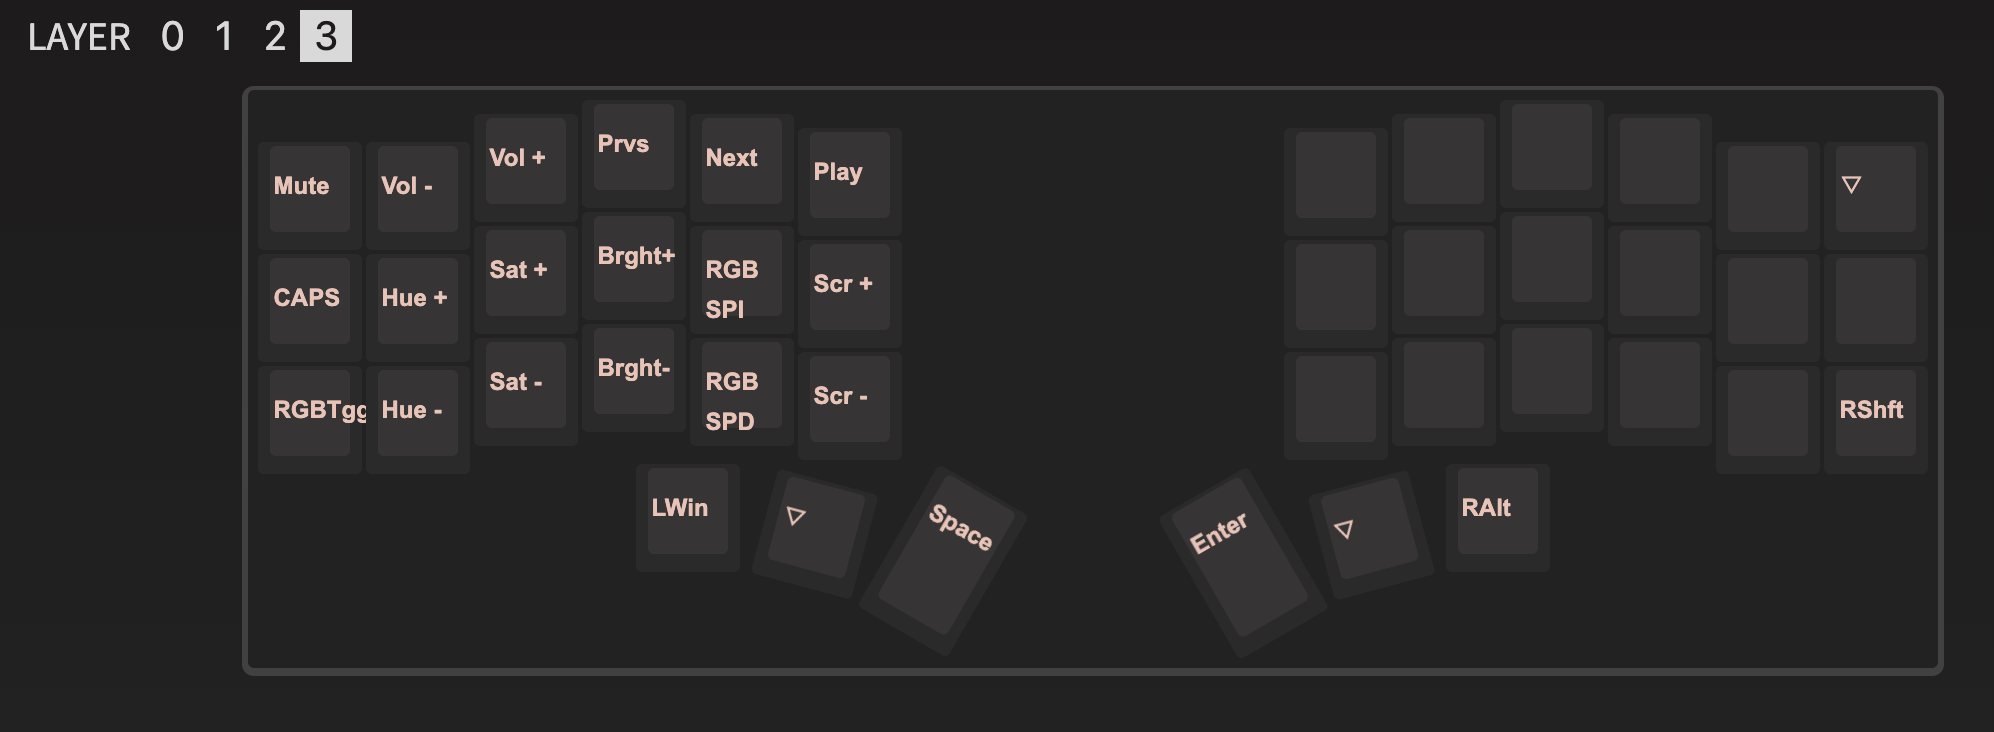 LAYER 0 1 2 3
Mute Vol - Vol + Prvs Next Play ▽
CAPS Hue + Sat + Brght+ RGB SPI Scr +
RGBTgg Hue - Sat - Brght- RGB SPD Scr - RShft
LWin ▽ Space Enter ▽ RAlt